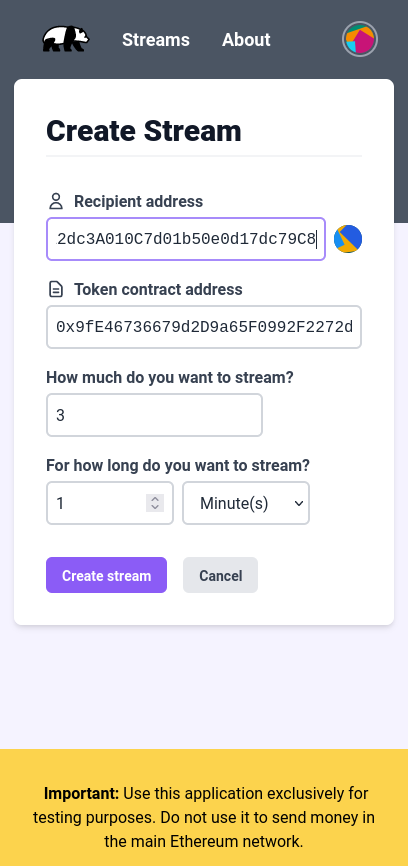 Streams About
Create Stream
Recipient address
2dc3A010C7d01b50e0d17dc79C8
Token contract address
0x9fE46736679d2D9a65F0992F2272d
How much do you want to stream?
3
For how long do you want to stream?
1 Minute(s)
Create stream Cancel
Important: Use this application exclusively for
testing purposes. Do not use it to send money in
the main Ethereum network.